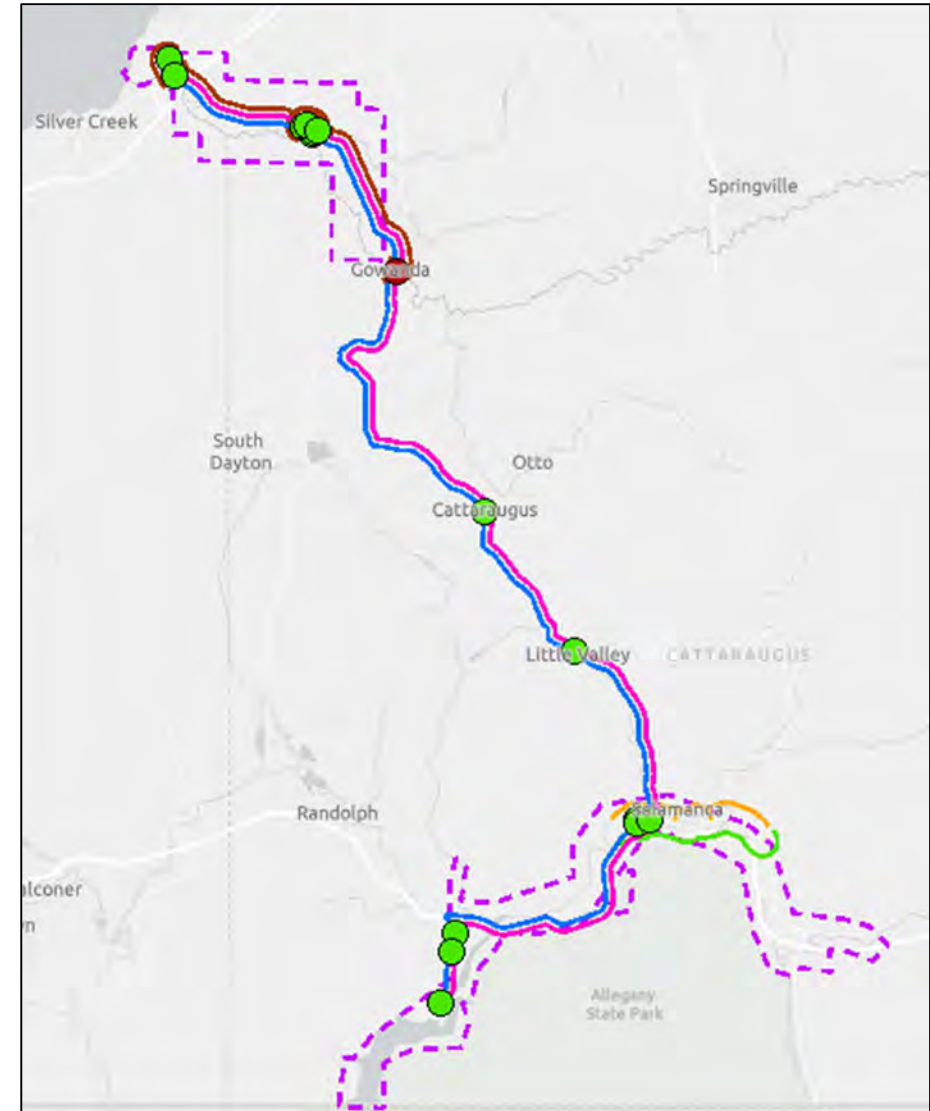 Silver Creek
Springville
Gowanda
South
Dayton
Otto
Cattaraugus
Little Valley
CATTARAUGUS
Randolph
Salamanca
alconer
n
Allegany
State Park